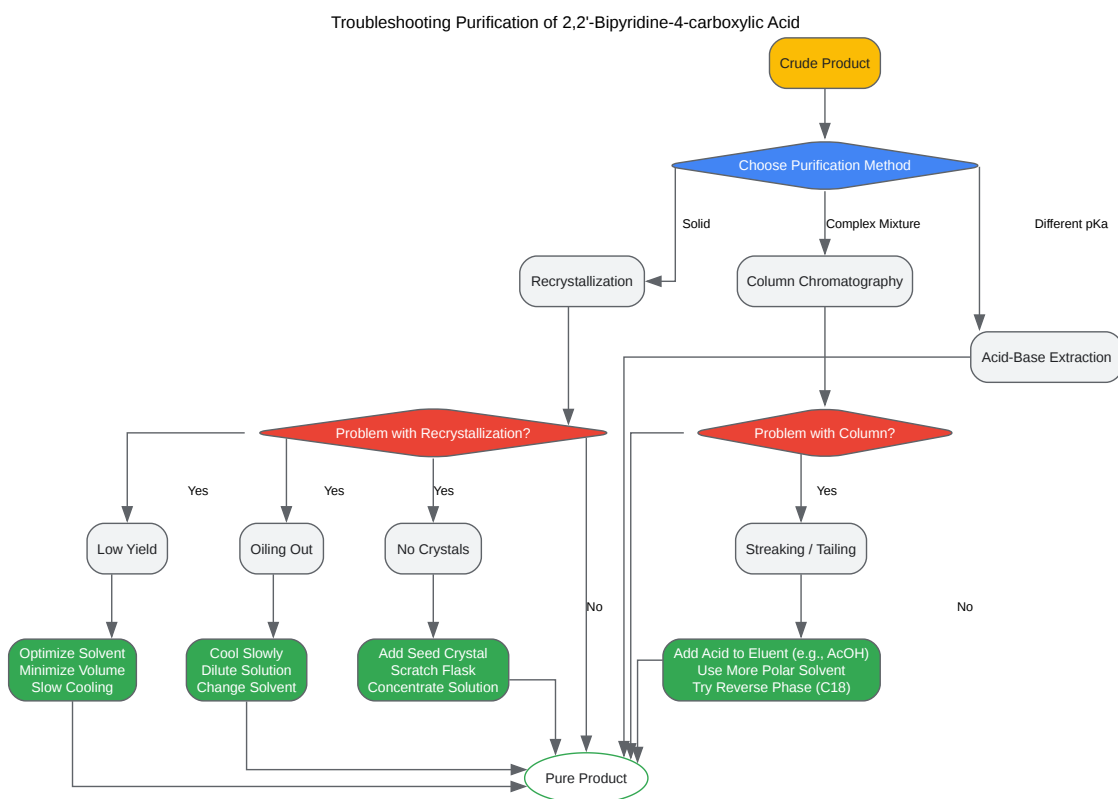 Troubleshooting Purification of 2,2'-Bipyridine-4-carboxylic Acid
Crude Product
Choose Purification Method
Solid
Complex Mixture
Different pKa
Recrystallization
Column Chromatography
Acid-Base Extraction
Problem with Recrystallization?
Problem with Column?
Yes
Yes
Yes
Yes
Low Yield
Oiling Out
No Crystals
Streaking / Tailing
No
No
Optimize Solvent
Minimize Volume
Slow Cooling
Cool Slowly
Dilute Solution
Change Solvent
Add Seed Crystal
Scratch Flask
Concentrate Solution
Add Acid to Eluent (e.g., AcOH)
Use More Polar Solvent
Try Reverse Phase (C18)
Pure Product